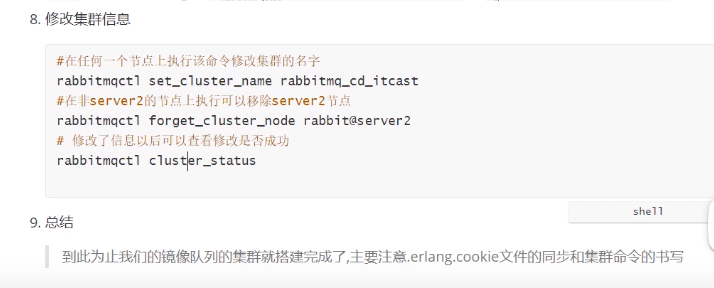 8. 修改集群信息
#在任何一个节点上执行该命令修改集群的名字
rabbitmqctl set_cluster_name rabbitmq_cd_itcast
#在非server2的节点上执行可以移除server2节点
rabbitmqctl forget_cluster_node rabbit@server2
# 修改了信息以后可以查看修改是否成功
rabbitmqctl cluster_status
shell
9. 总结
到此为止我们的镜像队列的集群就搭建完成了,主要注意.erlang.cookie文件的同步和集群命令的书写